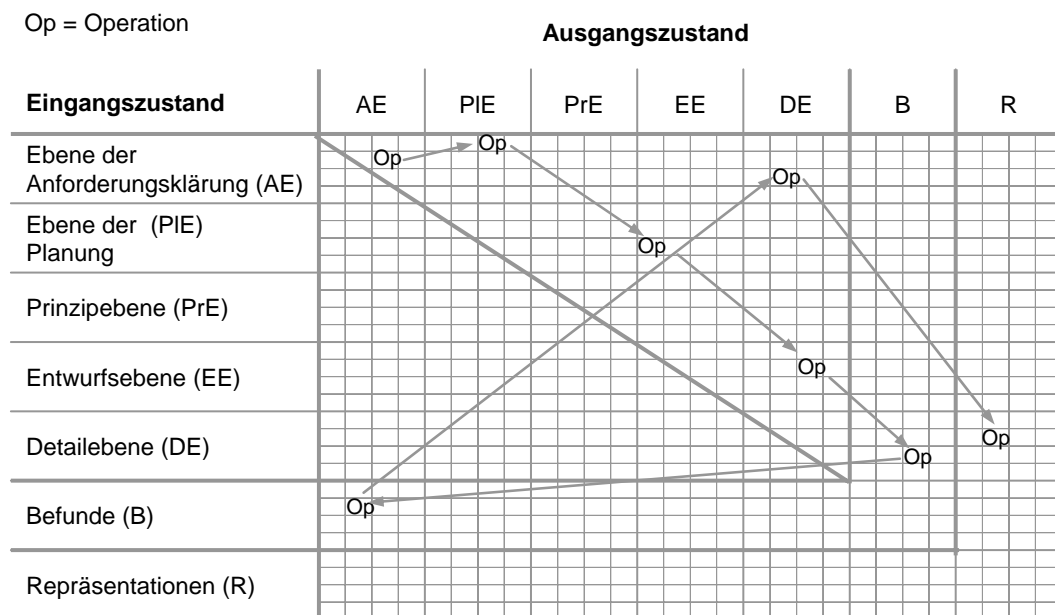 Op = Operation
Ausgangszustand
Eingangszustand AE PlE PrE EE DE B R
Ebene der
Anforderungsklärung (AE)
Ebene der (PlE)
Planung
Prinzipebene (PrE)
Entwurfsebene (EE)
Detailebene (DE)
Befunde (B)
Repräsentationen (R)
Op
Op
Op
Op
Op
Op
Op
Op